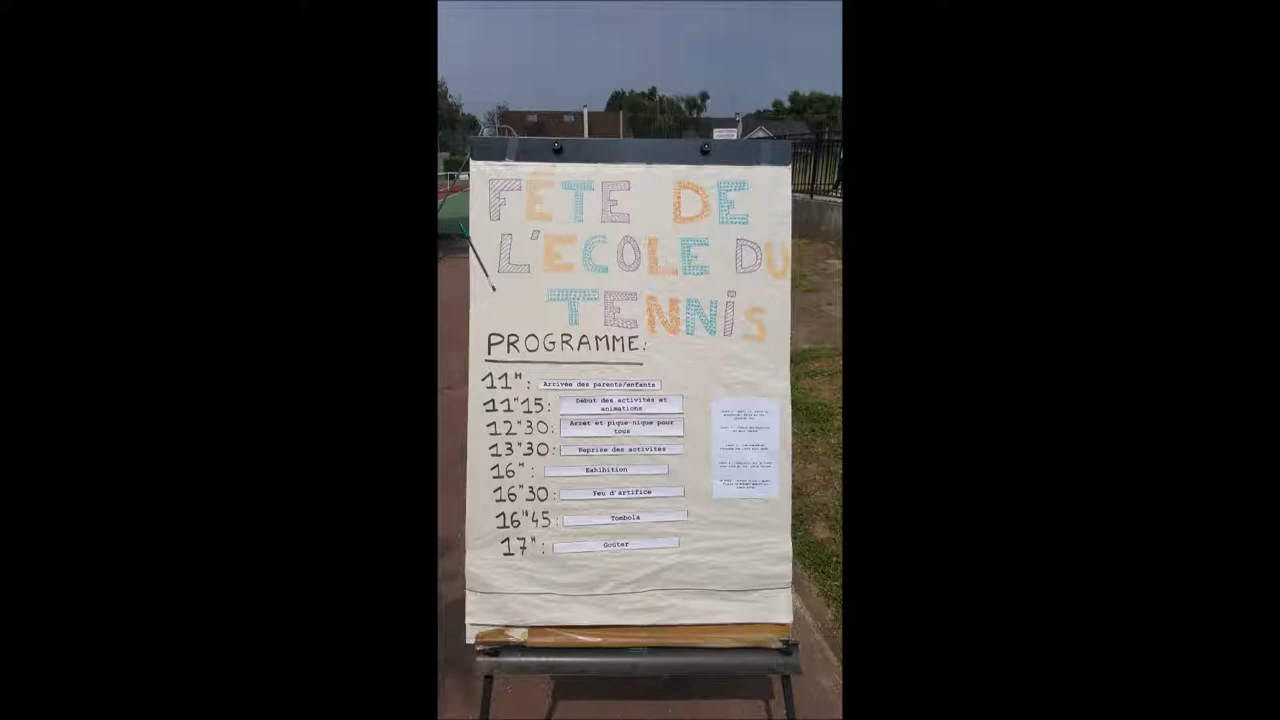 FÊTE DE
L'ECOLE DU
TENNiS
PROGRAMME:
11H: Arrivée des parents/enfants
11H15: Début des activités et
animations
12H30: Arrêt et pique-nique pour
tous
13H30: Reprise des activités
16H: Exhibition
16H30: Feu d'artifice
16H45: Tombola
17H: Goûter